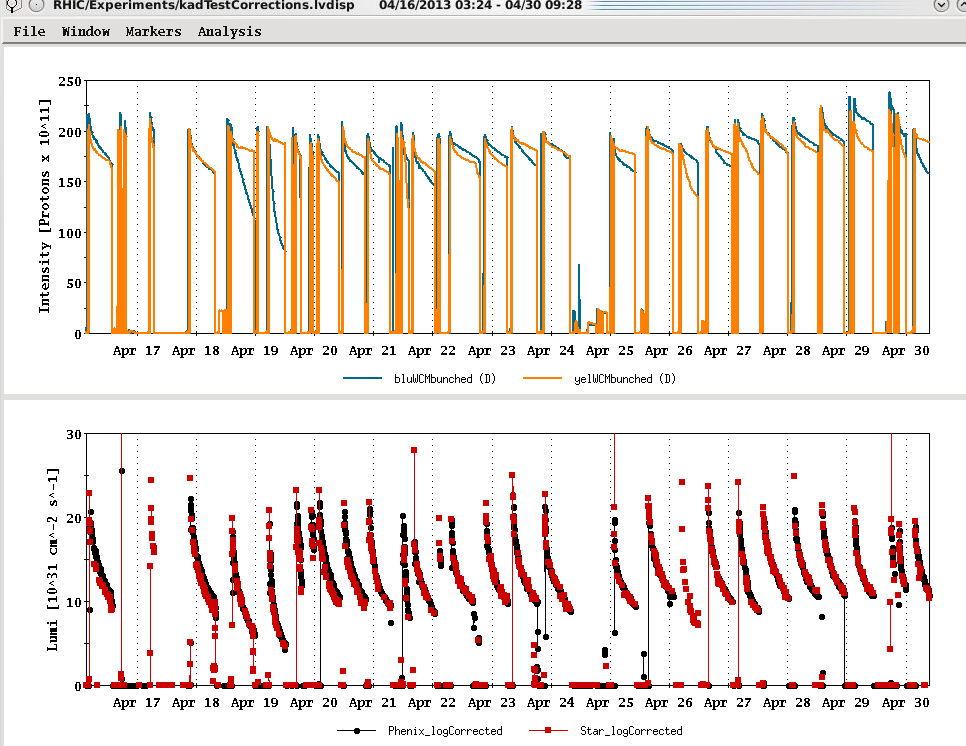 RHIC/Experiments/kadTestCorrections.lvdisp 04/16/2013 03:24 - 04/30 09:28
File Window Markers Analysis
Intensity [Protons x 10^11]
250
200
150
100
50
0
Apr 17 Apr 18 Apr 19 Apr 20 Apr 21 Apr 22 Apr 23 Apr 24 Apr 25 Apr 26 Apr 27 Apr 28 Apr 29 Apr 30
bluWCMbunched (D) yelWCMbunched (D)
Lumi [10^31 cm^-2 s^-1]
30
20
10
0
Apr 17 Apr 18 Apr 19 Apr 20 Apr 21 Apr 22 Apr 23 Apr 24 Apr 25 Apr 26 Apr 27 Apr 28 Apr 29 Apr 30
Phenix_logCorrected Star_logCorrected